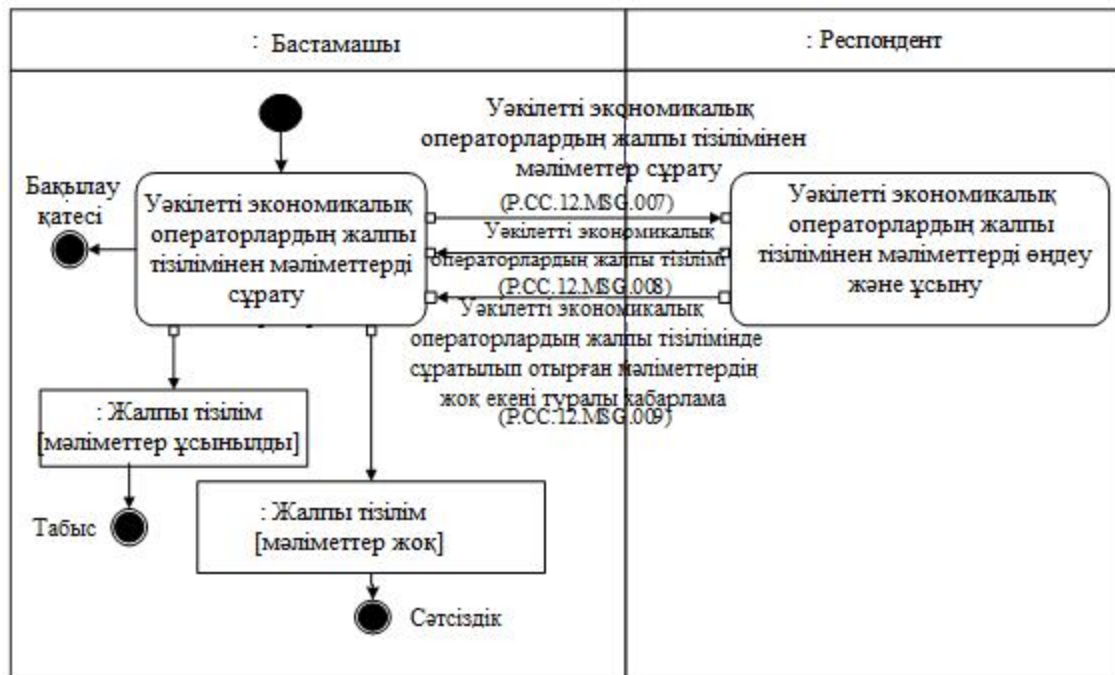 : Бастамашы
: Респондент
Уәкілетті экономикалық
операторлардың жалпы тізілімінен
мәліметтер сұрату
(P.CC.12.MSG.007)
Бақылау
қатесі
Уәкілетті экономикалық
операторлардың жалпы
тізілімінен мәліметтерді
сұрату
Уәкілетті экономикалық
операторлардың жалпы тізілімі
(P.CC.12.MSG.008)
Уәкілетті экономикалық
операторлардың жалпы
тізілімінен мәліметтерді өңдеу
және ұсыну
Уәкілетті экономикалық
операторлардың жалпы тізілімінде
сұратылып отырған мәліметтердің
жоқ екені туралы хабарлама
(P.CC.12.MSG.009)
: Жалпы тізілім
[мәліметтер ұсынылды]
Табыс
: Жалпы тізілім
[мәліметтер жоқ]
Сәтсіздік